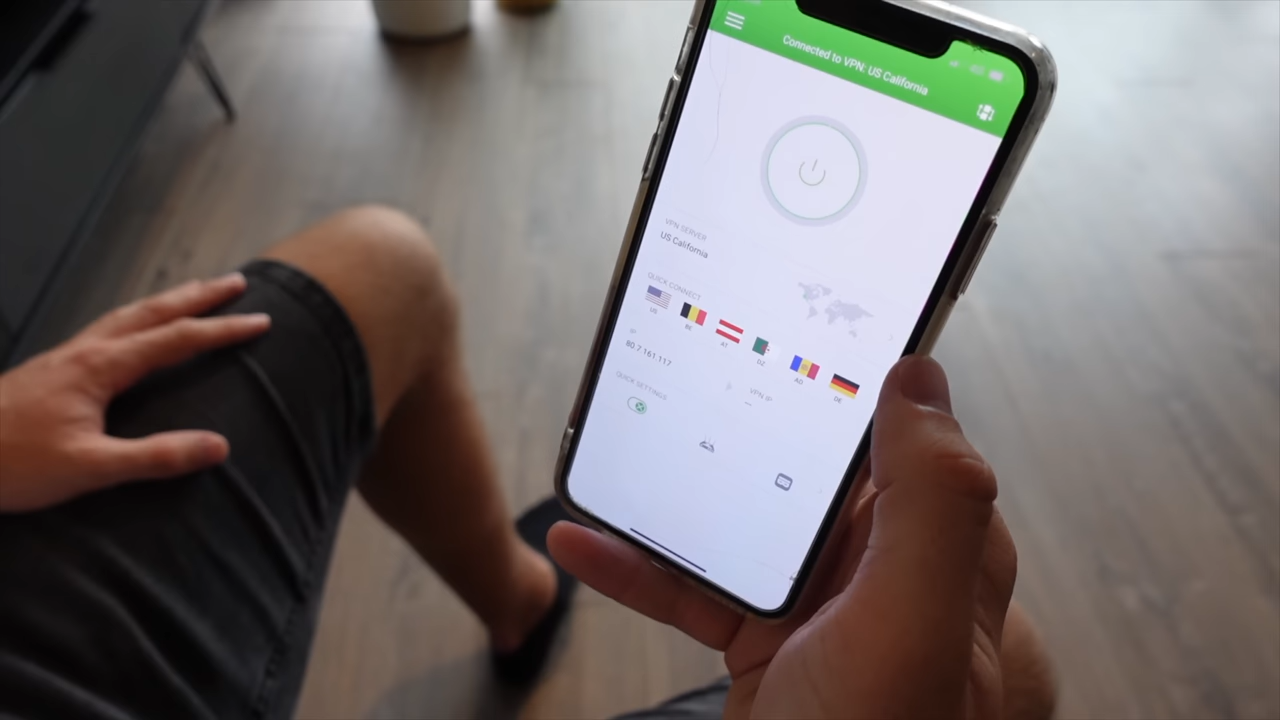 Connected to VPN: US California
VPN SERVER
US California
QUICK CONNECT
US BE AT DZ AD DE
IP
80.7.161.117
VPN IP
--
QUICK SETTINGS